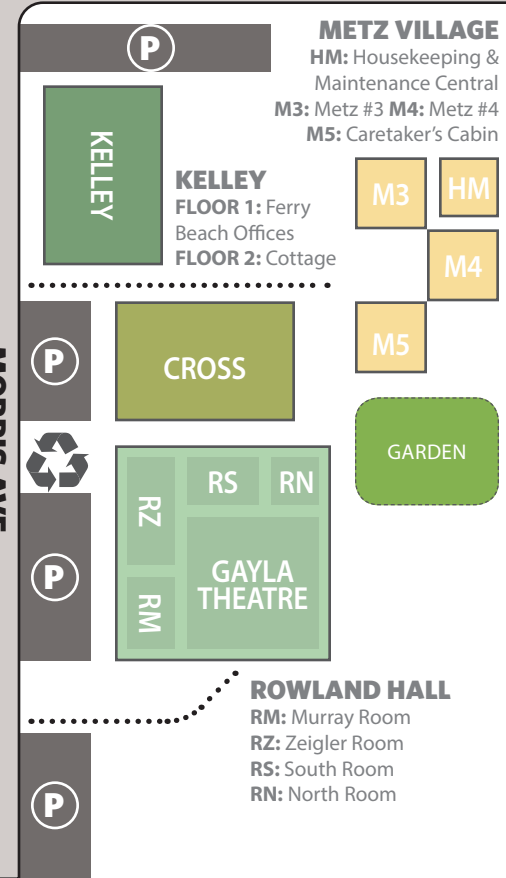 P
METZ VILLAGE
HM: Housekeeping &
Maintenance Central
M3: Metz #3 M4: Metz #4
M5: Caretaker's Cabin
KELLEY
KELLEY
FLOOR 1: Ferry
Beach Offices
FLOOR 2: Cottage
M3
HM
M4
M5
P
CROSS
GARDEN
MORRIS AVE
RZ
RS
RN
P
GAYLA
THEATRE
RM
ROWLAND HALL
RM: Murray Room
RZ: Zeigler Room
RS: South Room
RN: North Room
P